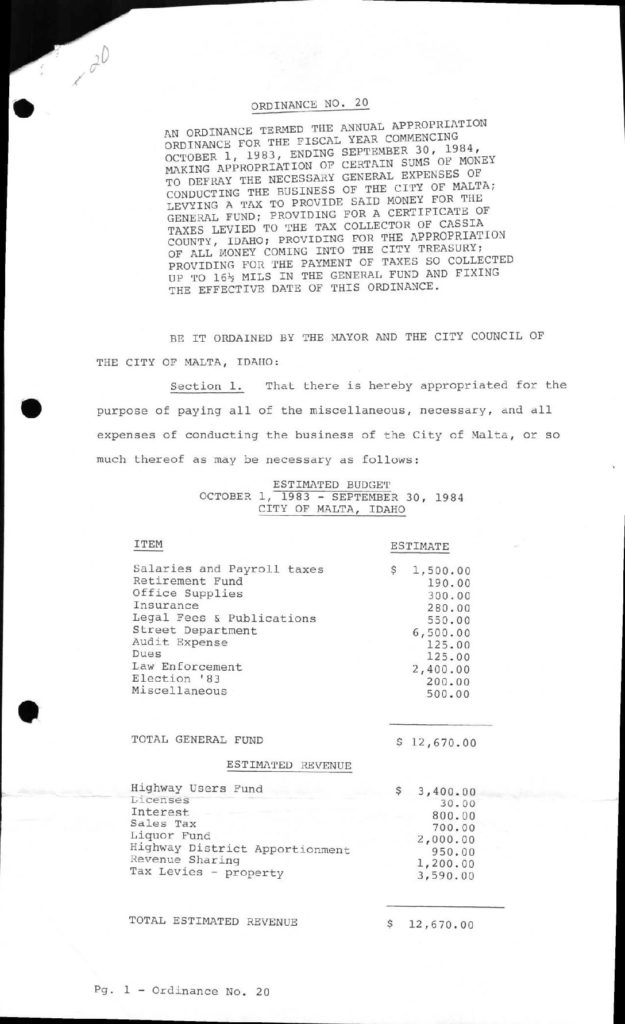 20
ORDINANCE NO. 20
AN ORDINANCE TERMED THE ANNUAL APPROPRIATION
ORDINANCE FOR THE FISCAL YEAR COMMENCING
OCTOBER 1, 1983, ENDING SEPTEMBER 30, 1984,
MAKING APPROPRIATION OF CERTAIN SUMS OF MONEY
TO DEFRAY THE NECESSARY GENERAL EXPENSES OF
CONDUCTING THE BUSINESS OF THE CITY OF MALTA;
LEVYING A TAX TO PROVIDE SAID MONEY FOR THE
GENERAL FUND; PROVIDING FOR A CERTIFICATE OF
TAXES LEVIED TO THE TAX COLLECTOR OF CASSIA
COUNTY, IDAHO; PROVIDING FOR THE APPROPRIATION
OF ALL MONEY COMING INTO THE CITY TREASURY;
PROVIDING FOR THE PAYMENT OF TAXES SO COLLECTED
UP TO 16½ MILS IN THE GENERAL FUND AND FIXING
THE EFFECTIVE DATE OF THIS ORDINANCE.
BE IT ORDAINED BY THE MAYOR AND THE CITY COUNCIL OF
THE CITY OF MALTA, IDAHO:
Section 1. That there is hereby appropriated for the
purpose of paying all of the miscellaneous, necessary, and all
expenses of conducting the business of the City of Malta, or so
much thereof as may be necessary as follows:
ESTIMATED BUDGET
OCTOBER 1, 1983 - SEPTEMBER 30, 1984
CITY OF MALTA, IDAHO
ITEM ESTIMATE
Salaries and Payroll taxes $ 1,500.00
Retirement Fund 190.00
Office Supplies 300.00
Insurance 280.00
Legal Fees & Publications 550.00
Street Department 6,500.00
Audit Expense 125.00
Dues 125.00
Law Enforcement 2,400.00
Election '83 200.00
Miscellaneous 500.00
TOTAL GENERAL FUND $ 12,670.00
ESTIMATED REVENUE
Highway Users Fund $ 3,400.00
Licenses 30.00
Interest 800.00
Sales Tax 700.00
Liquor Fund 2,000.00
Highway District Apportionment 950.00
Revenue Sharing 1,200.00
Tax Levies - property 3,590.00
TOTAL ESTIMATED REVENUE $ 12,670.00
Pg. 1 - Ordinance No. 20